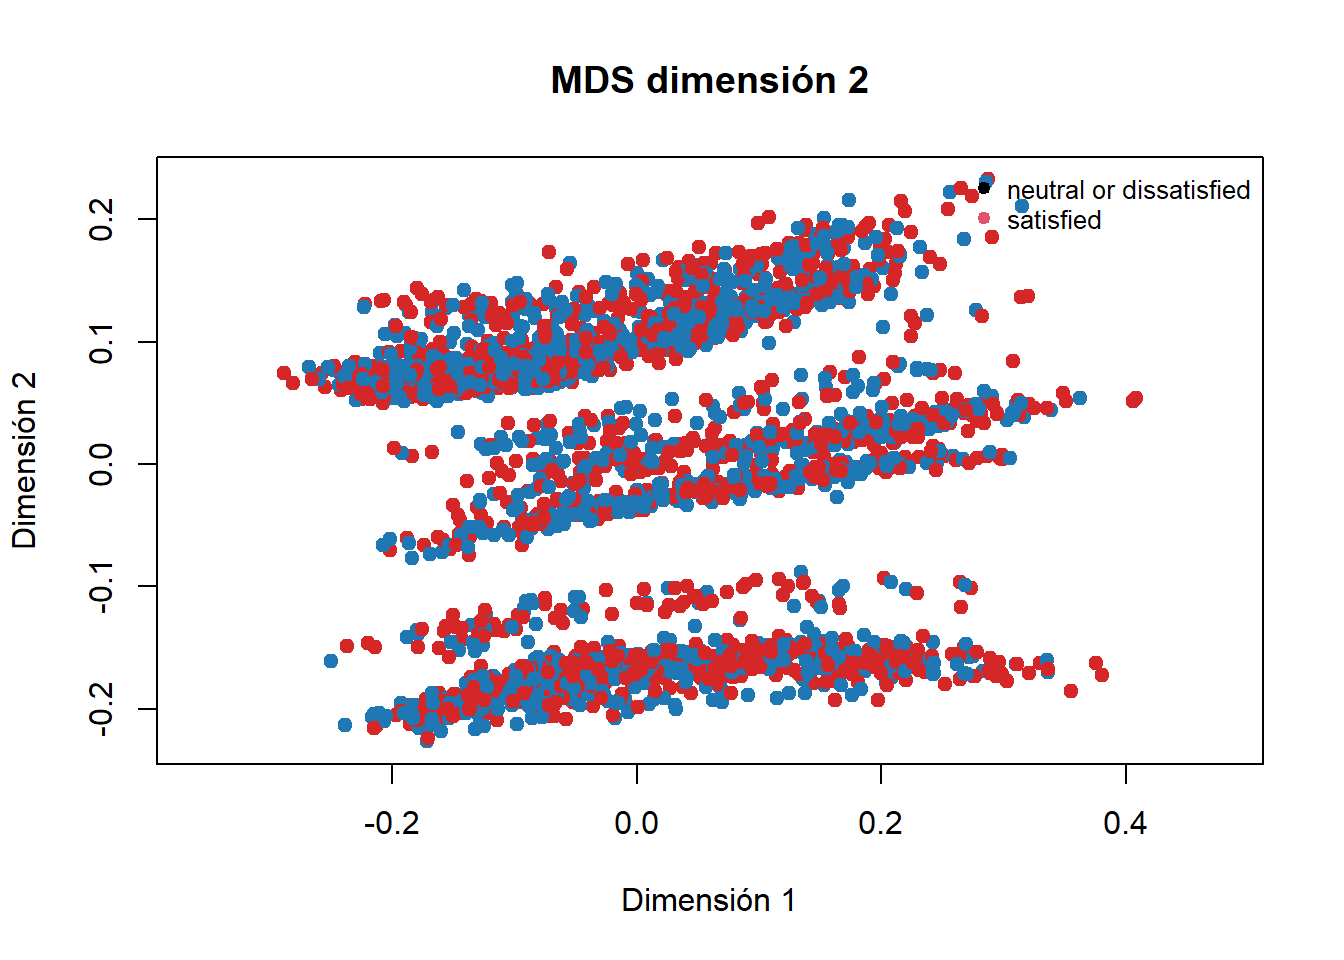 MDS dimensión 2
neutral or dissatisfied
satisfied
Dimensión 2
0.2
0.1
0.0
-0.1
-0.2
-0.2
0.0
0.2
0.4
Dimensión 1